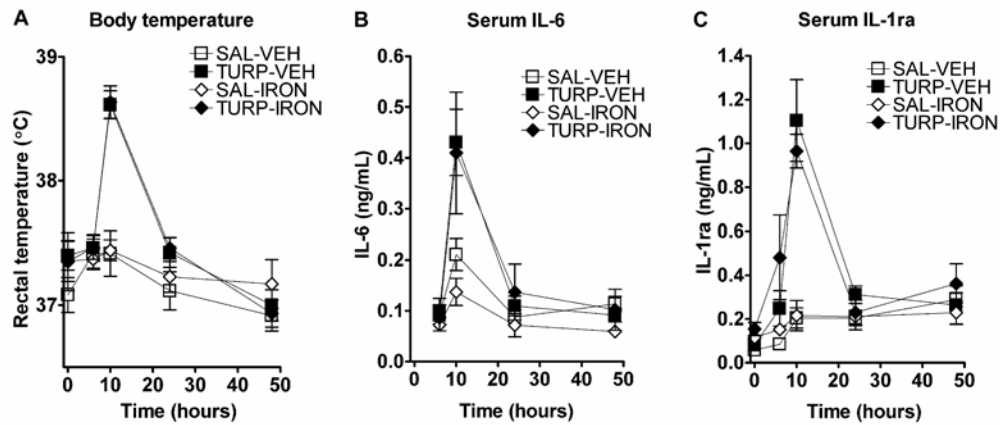 A
Body temperature
SAL-VEH
TURP-VEH
SAL-IRON
TURP-IRON
39
38
37
Rectal temperature (°C)
0 10 20 30 40 50
Time (hours)
B
Serum IL-6
SAL-VEH
TURP-VEH
SAL-IRON
TURP-IRON
0.6
0.5
0.4
0.3
0.2
0.1
0.0
IL-6 (ng/mL)
0 10 20 30 40 50
Time (hours)
C
Serum IL-1ra
SAL-VEH
TURP-VEH
SAL-IRON
TURP-IRON
1.4
1.2
1.0
0.8
0.6
0.4
0.2
0.0
IL-1ra (ng/mL)
0 10 20 30 40 50
Time (hours)